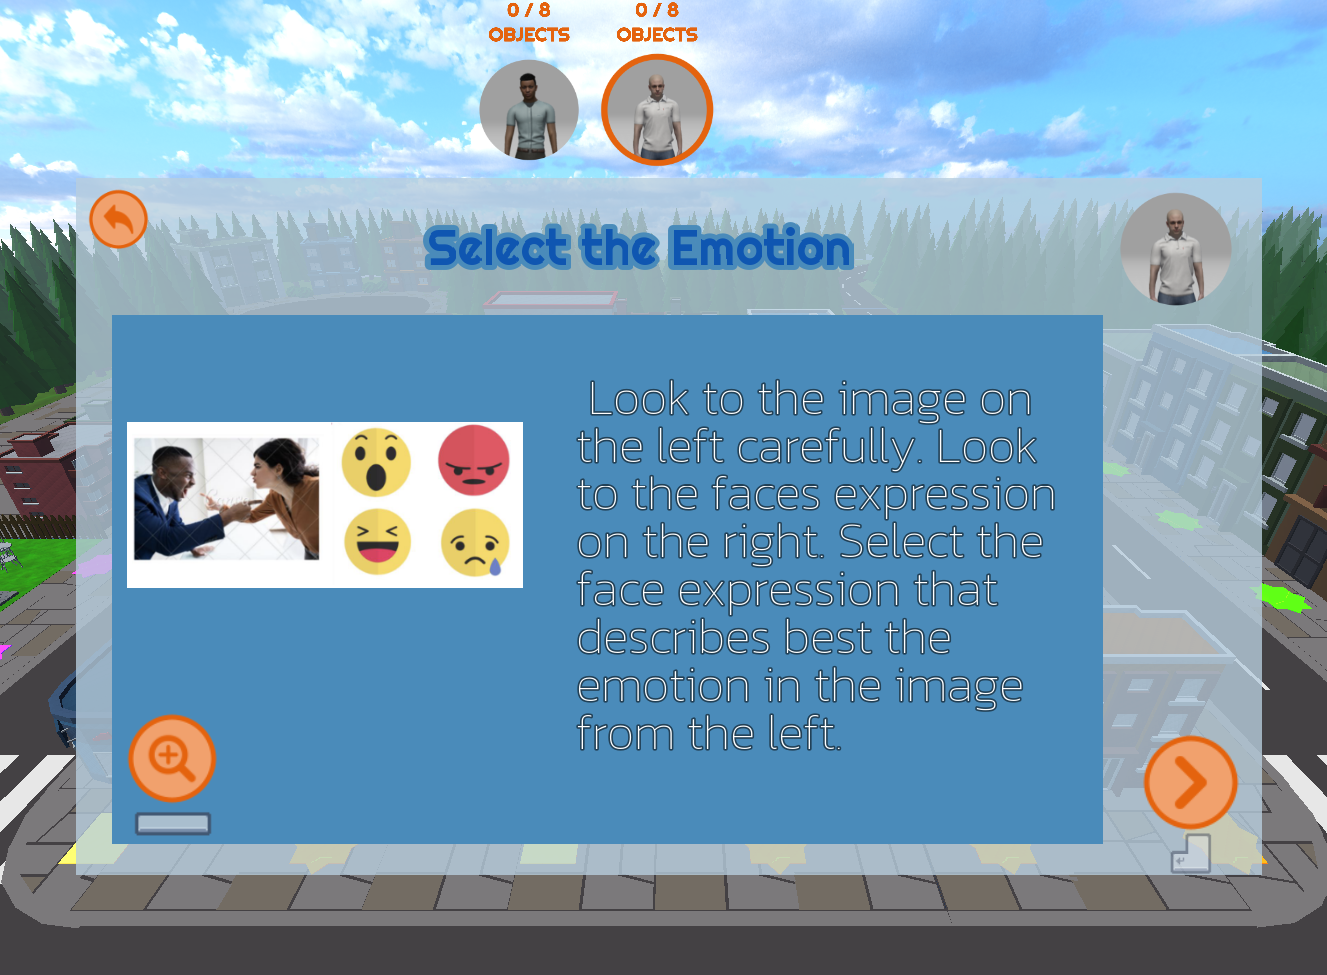 0 / 8
OBJECTS
0 / 8
OBJECTS
Select the Emotion
Look to the image on
the left carefully. Look
to the faces expression
on the right. Select the
face expression that
describes best the
emotion in the image
from the left.